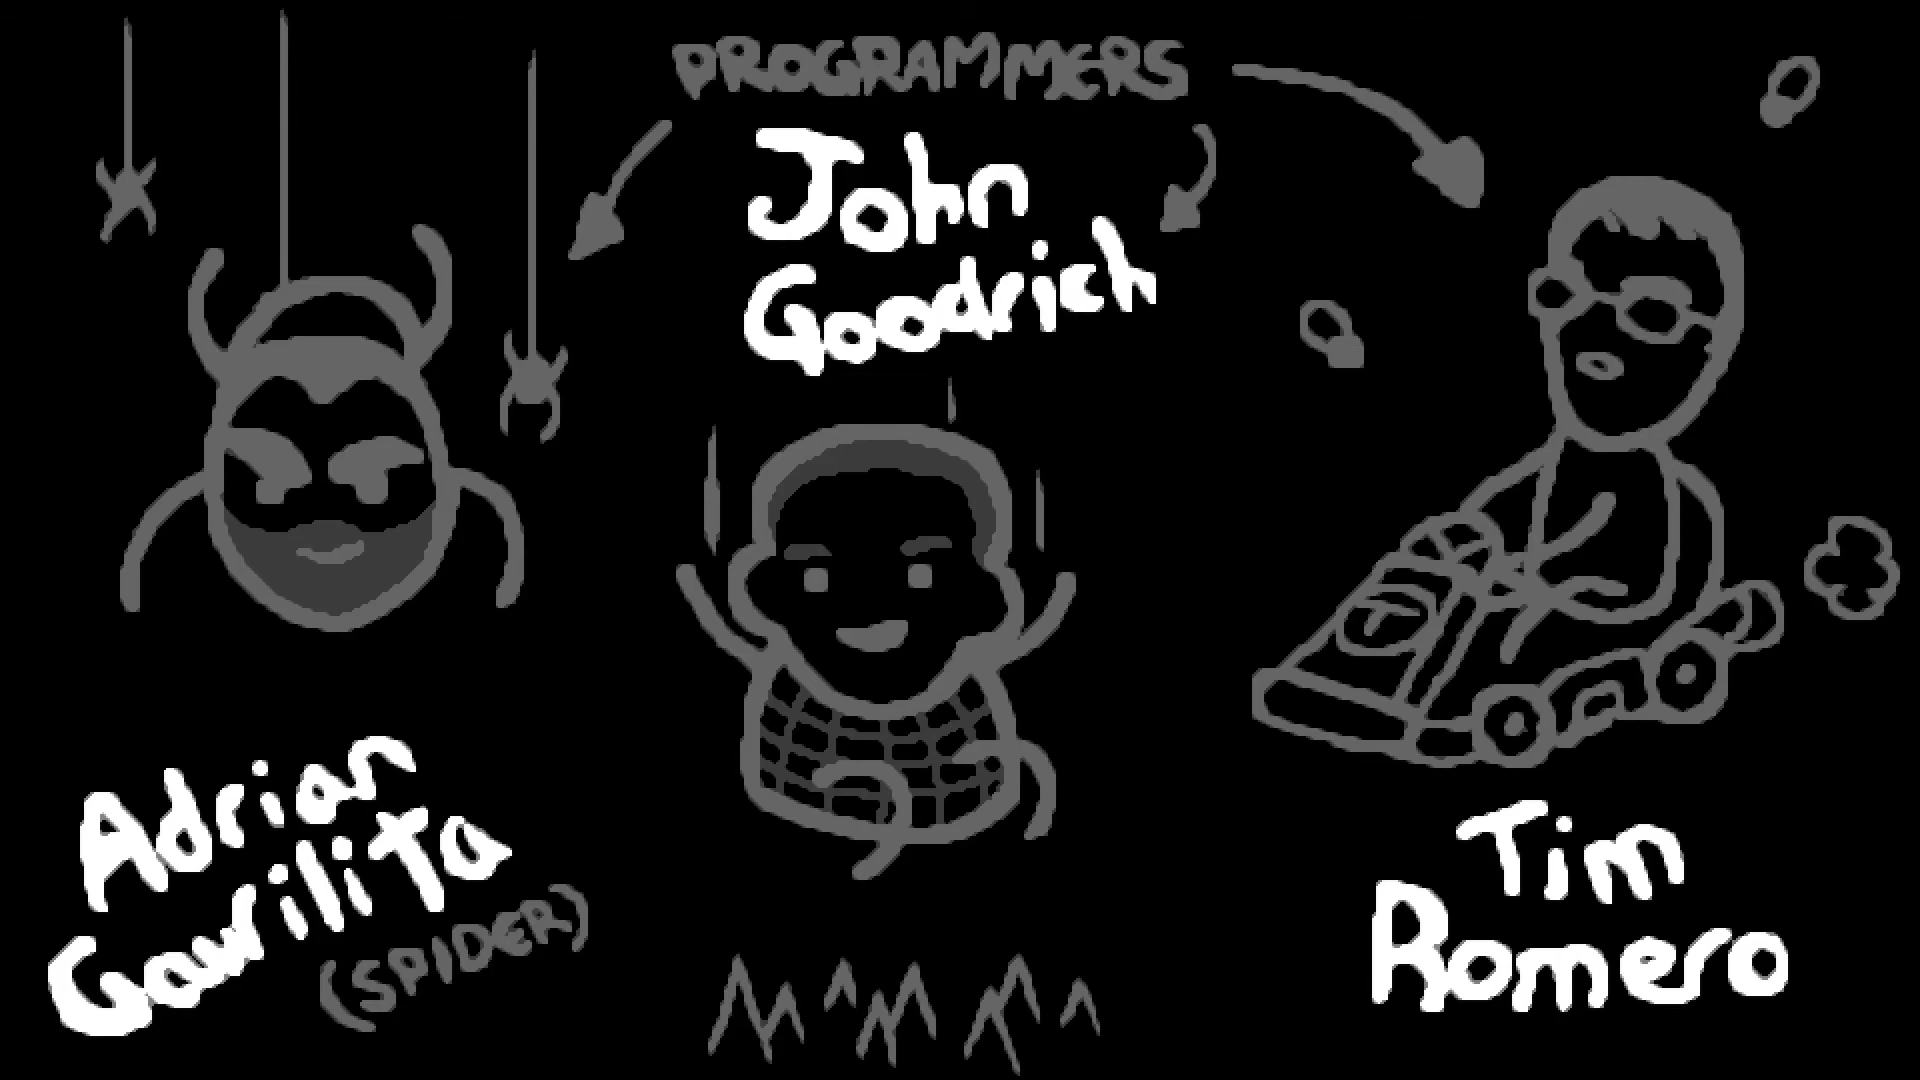 PROGRAMMERS
John
Goodrich
Adrian
Gavrilita
(SPIDER)
Tim
Romero